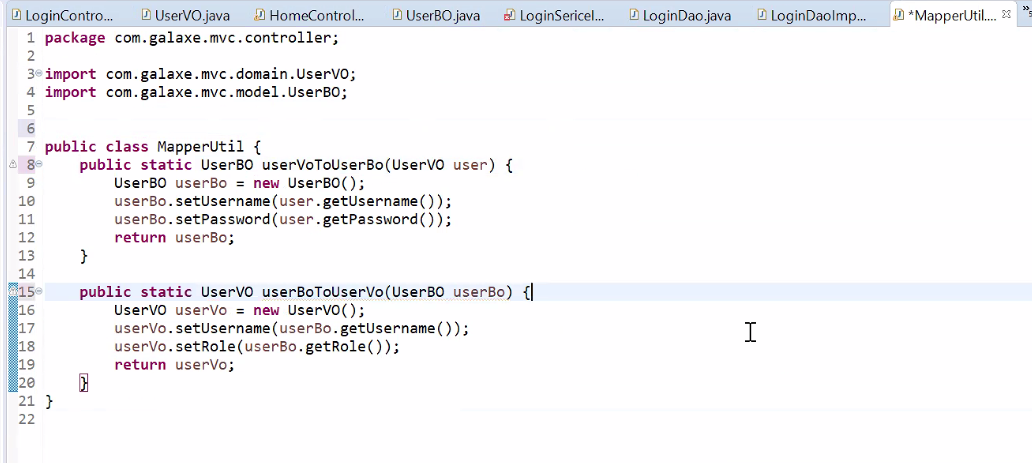 LoginContro... UserVO.java HomeControl... UserBO.java LoginSericeI... LoginDao.java LoginDaoImp... *MapperUtil....
1 package com.galaxe.mvc.controller;
2
3 import com.galaxe.mvc.domain.UserVO;
4 import com.galaxe.mvc.model.UserBO;
5
6
7 public class MapperUtil {
8 public static UserBO userVoToUserBo(UserVO user) {
9 UserBO userBo = new UserBO();
10 userBo.setUsername(user.getUsername());
11 userBo.setPassword(user.getPassword());
12 return userBo;
13 }
14
15 public static UserVO userBoToUserVo(UserBO userBo) {
16 UserVO userVo = new UserVO();
17 userVo.setUsername(userBo.getUsername());
18 userVo.setRole(userBo.getRole());
19 return userVo;
20 }
21 }
22